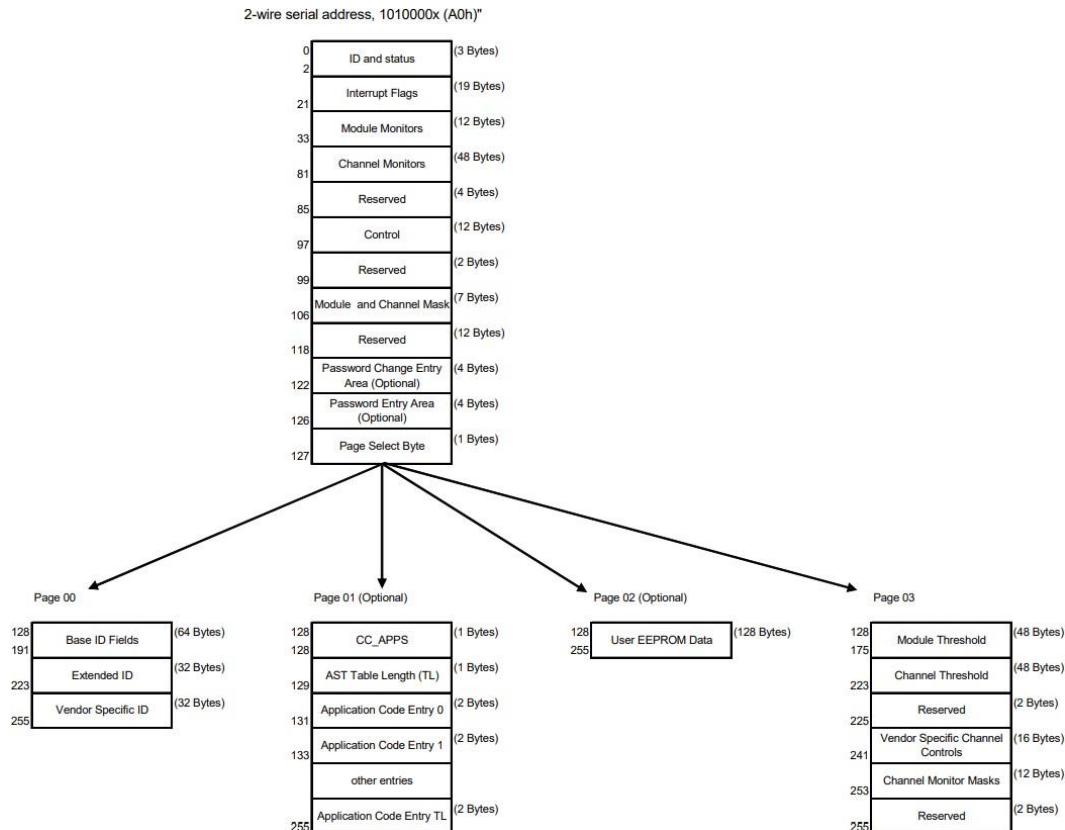 2-wire serial address, 1010000x (A0h)"
0
ID and status
(3 Bytes)
2
Interrupt Flags
(19 Bytes)
21
Module Monitors
(12 Bytes)
33
Channel Monitors
(48 Bytes)
81
Reserved
(4 Bytes)
85
Control
(12 Bytes)
97
Reserved
(2 Bytes)
99
Module and Channel Mask
(7 Bytes)
106
Reserved
(12 Bytes)
118
Password Change Entry
Area (Optional)
(4 Bytes)
122
Password Entry Area
(Optional)
(4 Bytes)
126
Page Select Byte
(1 Bytes)
127
Page 00
128
Base ID Fields
(64 Bytes)
191
Extended ID
(32 Bytes)
223
Vendor Specific ID
(32 Bytes)
255
Page 01 (Optional)
128
CC_APPS
(1 Bytes)
128
AST Table Length (TL)
(1 Bytes)
129
Application Code Entry 0
(2 Bytes)
131
Application Code Entry 1
(2 Bytes)
133
other entries
Application Code Entry TL
(2 Bytes)
255
Page 02 (Optional)
128
User EEPROM Data
(128 Bytes)
255
Page 03
128
Module Threshold
(48 Bytes)
175
Channel Threshold
(48 Bytes)
223
Reserved
(2 Bytes)
225
Vendor Specific Channel
Controls
(16 Bytes)
241
Channel Monitor Masks
(12 Bytes)
253
Reserved
(2 Bytes)
255